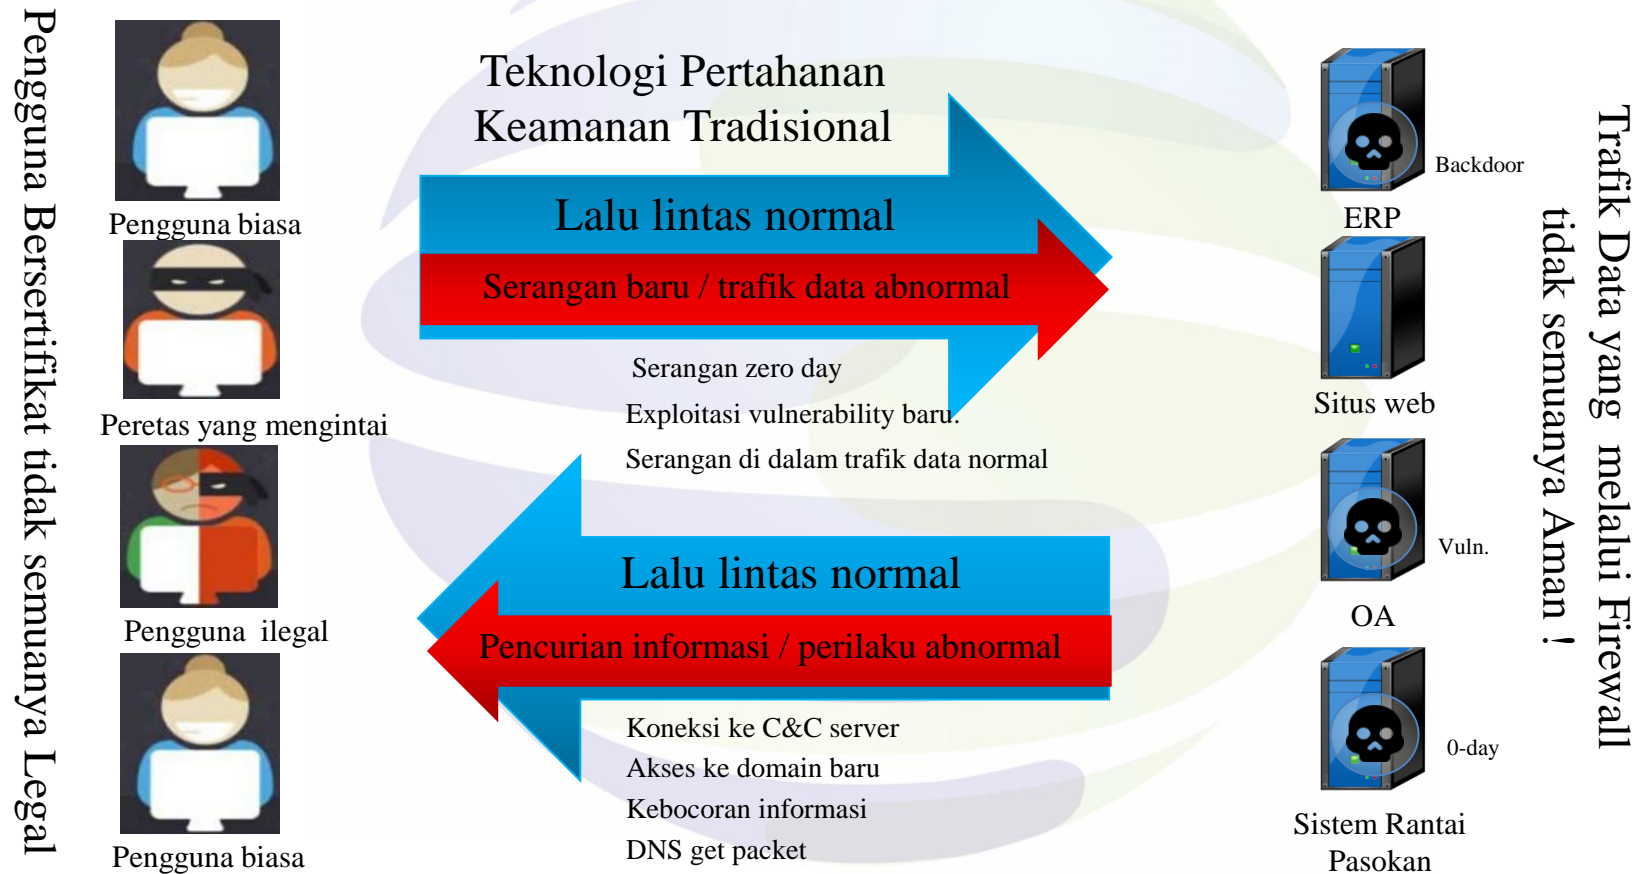 Pengguna Bersertifikat tidak semuanya Legal
Pengguna biasa
Peretas yang mengintai
Pengguna ilegal
Pengguna biasa
Teknologi Pertahanan
Keamanan Tradisional
Lalu lintas normal
Serangan baru / trafik data abnormal
Serangan zero day
Exploitasi vulnerability baru.
Serangan di dalam trafik data normal
Lalu lintas normal
Pencurian informasi / perilaku abnormal
Koneksi ke C&C server
Akses ke domain baru
Kebocoran informasi
DNS get packet
Backdoor
ERP
Situs web
Vuln.
OA
0-day
Sistem Rantai
Pasokan
Trafik Data yang melalui Firewall
tidak semuanya Aman !